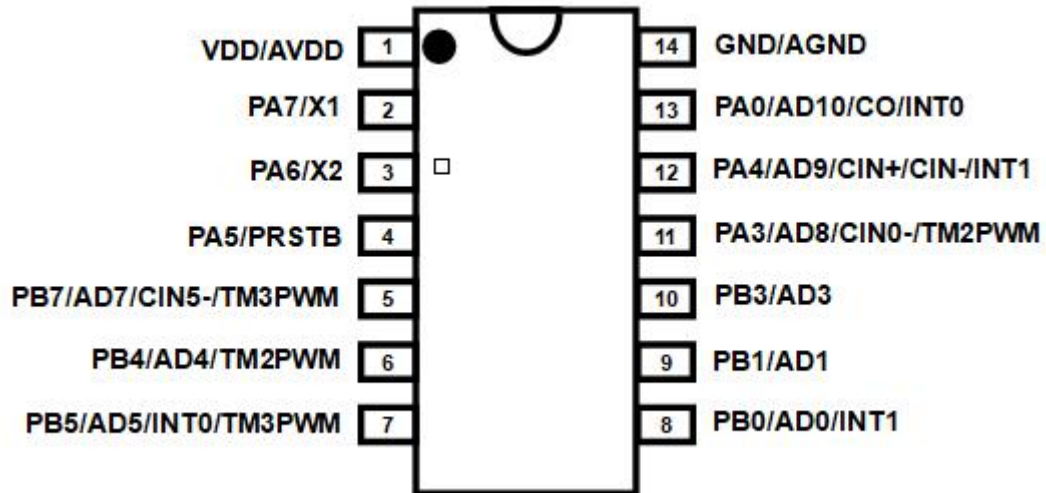 VDD/AVDD 1 14 GND/AGND
PA7/X1 2 13 PA0/AD10/CO/INT0
PA6/X2 3 12 PA4/AD9/CIN+/CIN-/INT1
PA5/PRSTB 4 11 PA3/AD8/CIN0-/TM2PWM
PB7/AD7/CIN5-/TM3PWM 5 10 PB3/AD3
PB4/AD4/TM2PWM 6 9 PB1/AD1
PB5/AD5/INT0/TM3PWM 7 8 PB0/AD0/INT1